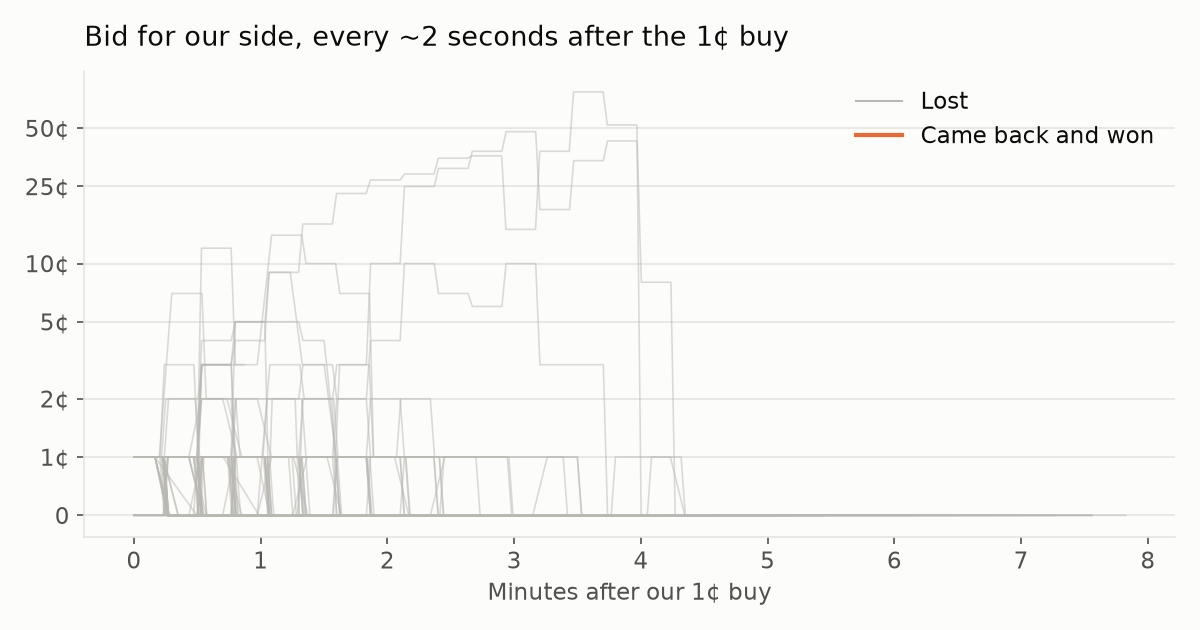 Bid for our side, every ~2 seconds after the 1¢ buy
Lost
Came back and won
50¢
25¢
10¢
5¢
2¢
1¢
0
0 1 2 3 4 5 6 7 8
Minutes after our 1¢ buy